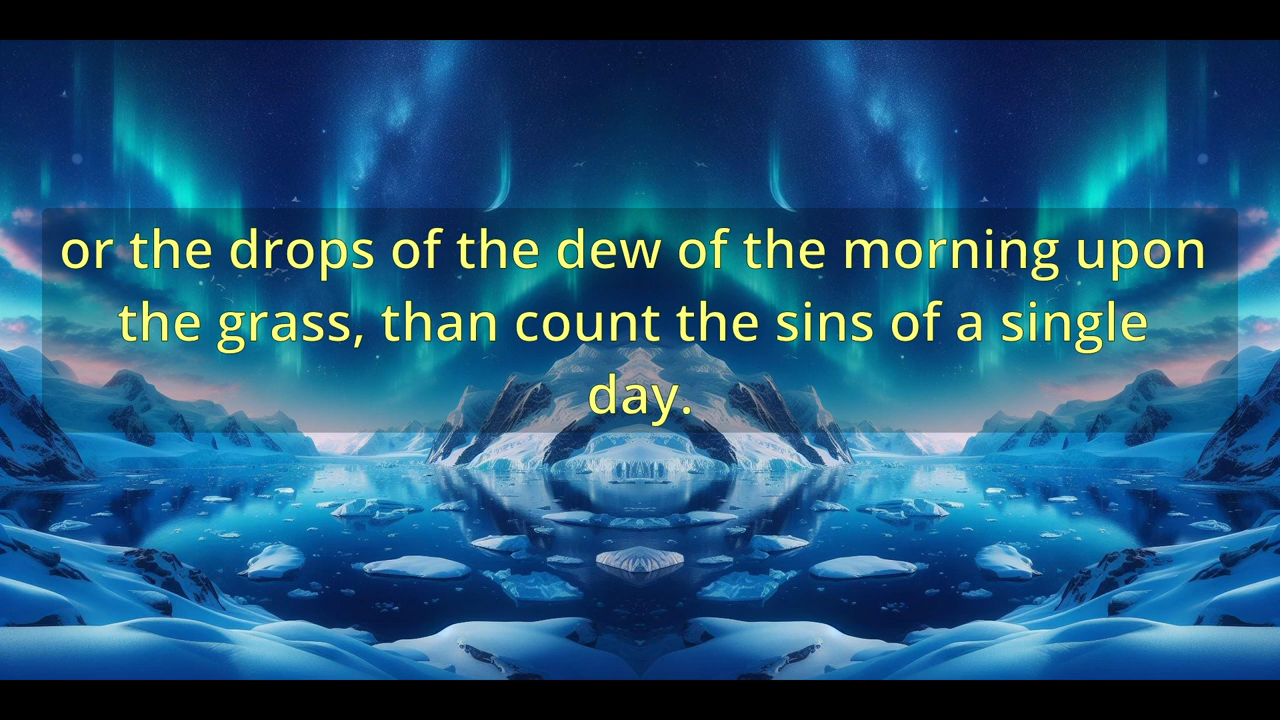 or the drops of the dew of the morning upon
the grass, than count the sins of a single
day.